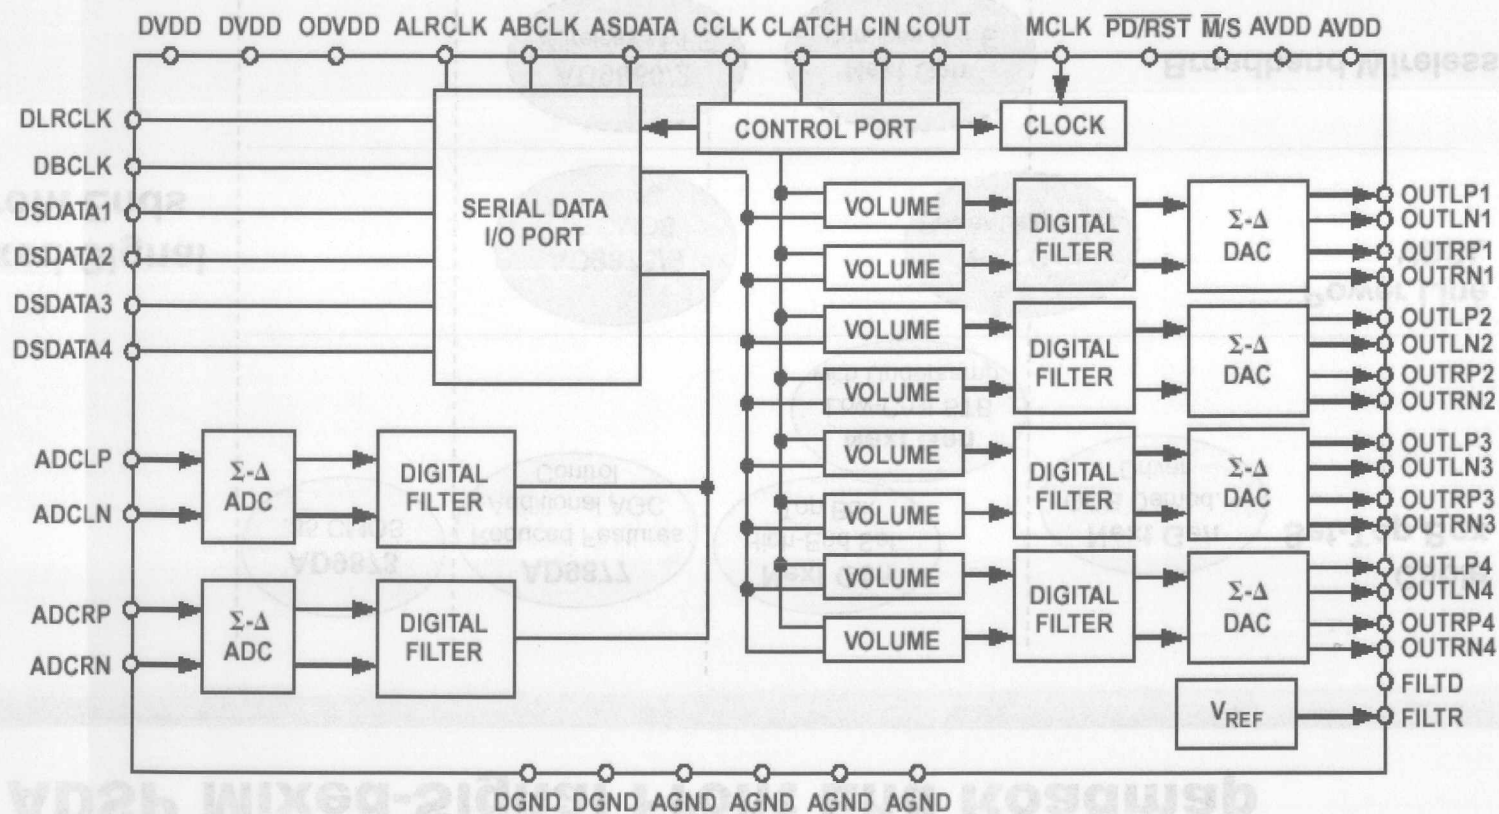 DVDD DVDD ODVDD ALRCLK ABCLK ASDATA CCLK CLATCH CIN COUT MCLK PD/RST M/S AVDD AVDD
DLRCLK
DBCLK
DSDATA1
DSDATA2
DSDATA3
DSDATA4
ADCLP
ADCLN
ADCRP
ADCRN
SERIAL DATA
I/O PORT
CONTROL PORT
CLOCK
Σ-Δ
ADC
DIGITAL
FILTER
Σ-Δ
ADC
DIGITAL
FILTER
VOLUME
VOLUME
VOLUME
VOLUME
VOLUME
VOLUME
VOLUME
VOLUME
DIGITAL
FILTER
DIGITAL
FILTER
DIGITAL
FILTER
DIGITAL
FILTER
Σ-Δ
DAC
Σ-Δ
DAC
Σ-Δ
DAC
Σ-Δ
DAC
VREF
OUTLP1
OUTLN1
OUTRP1
OUTRN1
OUTLP2
OUTLN2
OUTRP2
OUTRN2
OUTLP3
OUTLN3
OUTRP3
OUTRN3
OUTLP4
OUTLN4
OUTRP4
OUTRN4
FILTD
FILTR
DGND DGND AGND AGND AGND AGND